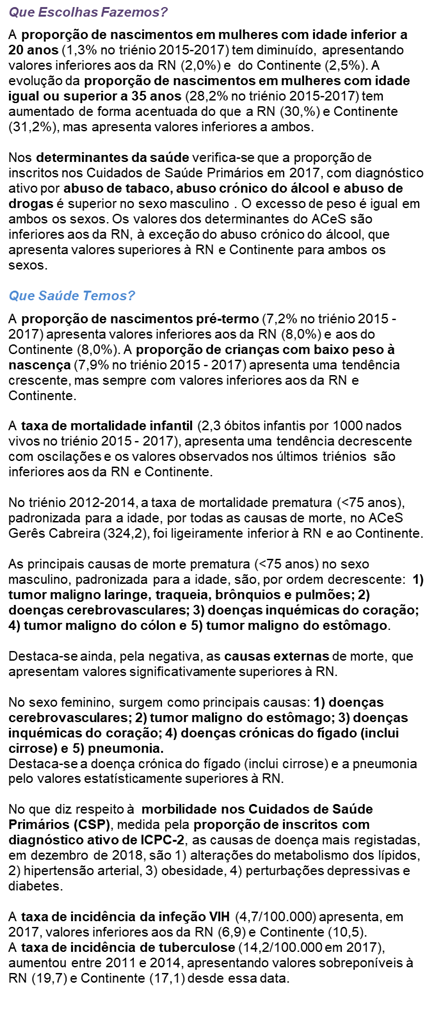 Que Escolhas Fazemos?
A proporção de nascimentos em mulheres com idade inferior a
20 anos (1,3% no triénio 2015-2017) tem diminuído, apresentando
valores inferiores aos da RN (2,0%) e do Continente (2,5%). A
evolução da proporção de nascimentos em mulheres com idade
igual ou superior a 35 anos (28,2% no triénio 2015-2017) tem
aumentado de forma acentuada do que a RN (30,%) e Continente
(31,2%), mas apresenta valores inferiores a ambos.
Nos determinantes da saúde verifica-se que a proporção de
inscritos nos Cuidados de Saúde Primários em 2017, com diagnóstico
ativo por abuso de tabaco, abuso crónico do álcool e abuso de
drogas é superior no sexo masculino . O excesso de peso é igual em
ambos os sexos. Os valores dos determinantes do ACeS são
inferiores aos da RN, à exceção do abuso crónico do álcool, que
apresenta valores superiores à RN e Continente para ambos os
sexos.
Que Saúde Temos?
A proporção de nascimentos pré-termo (7,2% no triénio 2015 -
2017) apresenta valores inferiores aos da RN (8,0%) e aos do
Continente (8,0%). A proporção de crianças com baixo peso à
nascença (7,9% no triénio 2015 - 2017) apresenta uma tendência
crescente, mas sempre com valores inferiores aos da RN e
Continente.
A taxa de mortalidade infantil (2,3 óbitos infantis por 1000 nados
vivos no triénio 2015 - 2017), apresenta uma tendência decrescente
com oscilações e os valores observados nos últimos triénios são
inferiores aos da RN e Continente.
No triénio 2012-2014, a taxa de mortalidade prematura (<75 anos),
padronizada para a idade, por todas as causas de morte, no ACeS
Gerês Cabreira (324,2), foi ligeiramente inferior à RN e ao Continente.
As principais causas de morte prematura (<75 anos) no sexo
masculino, padronizada para a idade, são, por ordem decrescente: 1)
tumor maligno laringe, traqueia, brônquios e pulmões; 2)
doenças cerebrovasculares; 3) doenças inquémicas do coração;
4) tumor maligno do cólon e 5) tumor maligno do estômago.
Destaca-se ainda, pela negativa, as causas externas de morte, que
apresentam valores significativamente superiores à RN.
No sexo feminino, surgem como principais causas: 1) doenças
cerebrovasculares; 2) tumor maligno do estômago; 3) doenças
inquémicas do coração; 4) doenças crónicas do fígado (inclui
cirrose) e 5) pneumonia.
Destaca-se a doença crónica do fígado (inclui cirrose) e a pneumonia
pelo valores estatísticamente superiores à RN.
No que diz respeito à morbilidade nos Cuidados de Saúde
Primários (CSP), medida pela proporção de inscritos com
diagnóstico ativo de ICPC-2, as causas de doença mais registadas,
em dezembro de 2018, são 1) alterações do metabolismo dos lípidos,
2) hipertensão arterial, 3) obesidade, 4) perturbações depressivas e
diabetes.
A taxa de incidência da infeção VIH (4,7/100.000) apresenta, em
2017, valores inferiores aos da RN (6,9) e Continente (10,5).
A taxa de incidência de tuberculose (14,2/100.000 em 2017),
aumentou entre 2011 e 2014, apresentando valores sobreponíveis à
RN (19,7) e Continente (17,1) desde essa data.